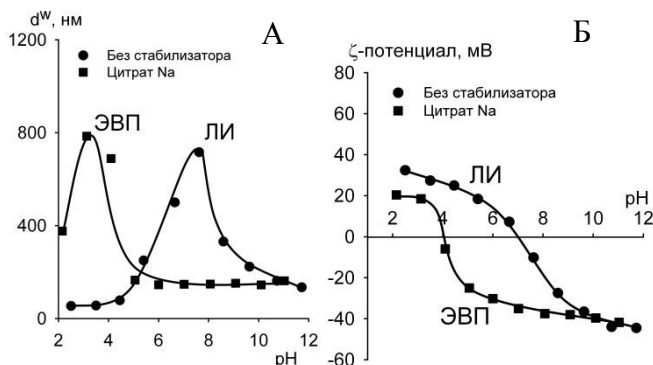 dʷ, нм
А
1200
800
400
0
2
4
6
8
10
12
pH
Без стабилизатора
Цитрат Na
ЭВП
ЛИ
Б
ζ-потенциал, мВ
80
60
40
20
0
-20
-40
-60
Без стабилизатора
Цитрат Na
ЛИ
pH
2
4
6
8
10
12
ЭВП